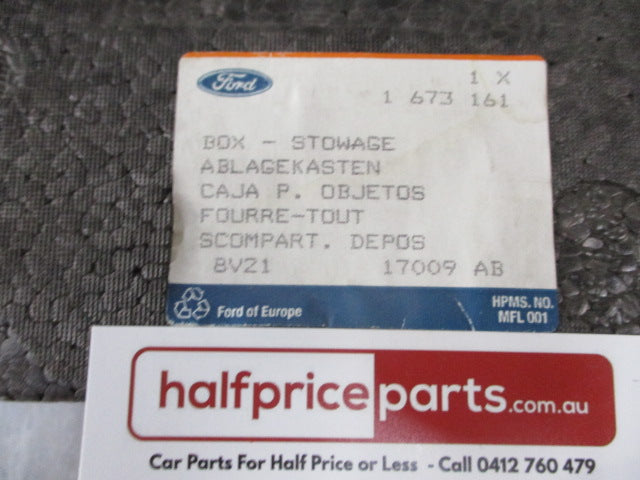 Ford
1 X
1 673 161
BOX - STOWAGE
ABLAGEKASTEN
CAJA P. OBJETOS
FOURRE-TOUT
SCOMPART. DEPOS
8V21 17009 AB
Ford of Europe
HPMS. NO.
MFL 001
halfpriceparts.com.au
Car Parts For Half Price or Less - Call 0412 760 479